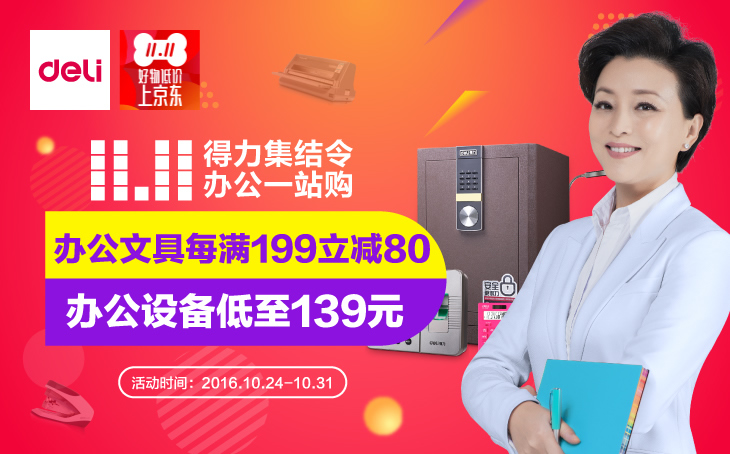 deli
11.11
好物低价
上京东
11.11
得力集结令
办公一站购
办公文具每满199立减80
办公设备低至139元
安全
活动时间：2016.10.24-10.31